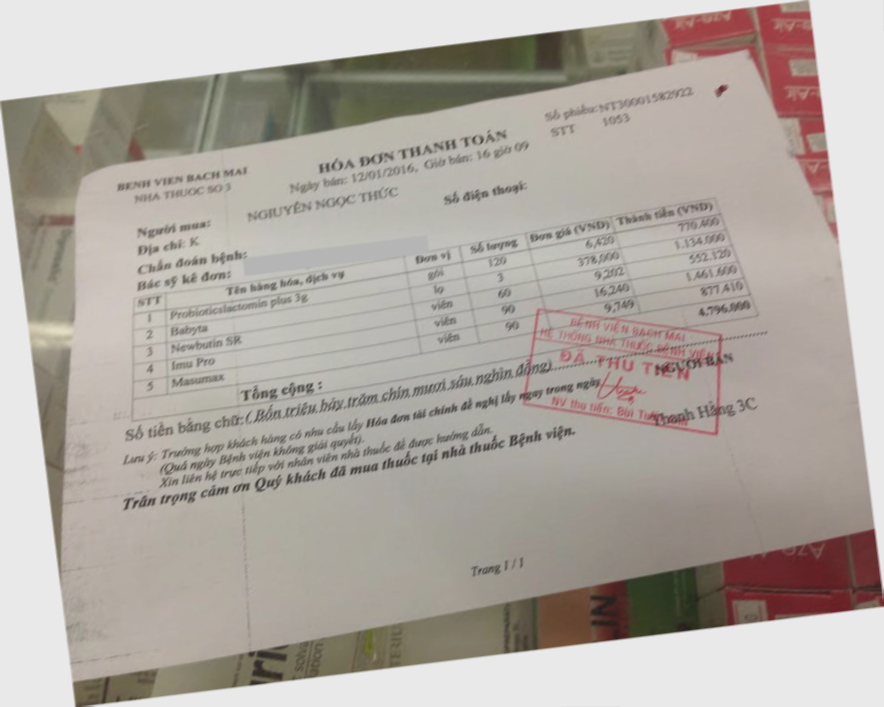 BENH VIEN BACH MAI
NHA THUOC SO 3
HÓA ĐƠN THANH TOÁN
Ngày bán: 12/01/2016, Giờ bán: 16 giờ 09
Số phiếu: NT30001582922
STT 1053
Người mua: NGIUYÊN NGỌC THỨC
Số điện thoại:
Địa chỉ: K
Chẩn đoán bệnh:
Bác sỹ kê đơn:
STT Tên hàng hóa, dịch vụ Đơn vị Số lượng Đơn giá (VND) Thành tiền (VND)
1 Probioticslactomin plus 3g gói 120 6,420 770,400
2 Babyta lọ 3 378,000 1,134,000
3 Newbutin SR viên 60 9,202 552,120
4 Imu Pro viên 90 16,240 1,461,600
5 Masumax viên 90 9,749 877,410
Tổng cộng : 4,796,000
Số tiền bằng chữ: ( Bốn triệu bảy trăm chín mươi sáu nghìn đồng)
Lưu ý: Trường hợp khách hàng có nhu cầu lấy Hóa đơn tài chính đề nghị lấy ngay trong ngày
(Quá ngày Bệnh viện không giải quyết).
Xin liên hệ trực tiếp với nhân viên nhà thuốc để được hướng dẫn.
Trân trọng cảm ơn Quý khách đã mua thuốc tại nhà thuốc Bệnh viện.
BỆNH VIỆN BẠCH MAI
HỆ THỐNG NHÀ THUỐC BỆNH VIỆN
ĐÃ THU TIỀN
NV thu tiền: Bùi
NGƯỜI BÁN
Thanh Hằng 3C
Trang 1 / 1